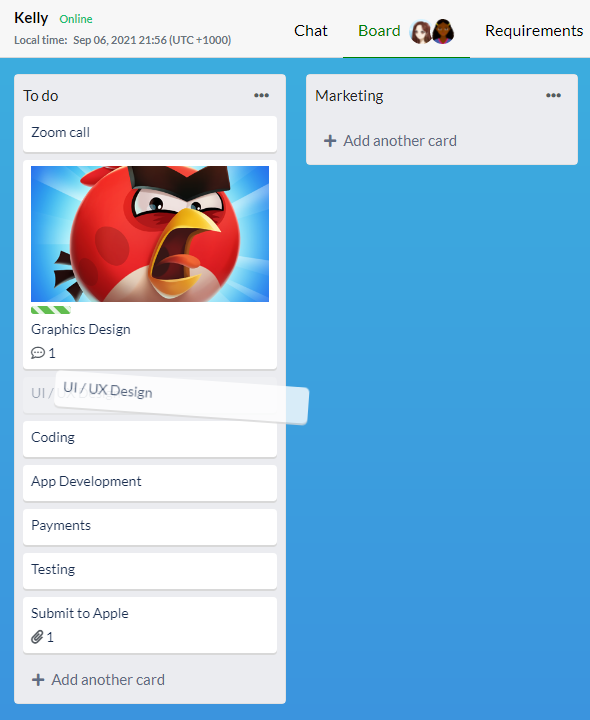 Kelly Online
Local time: Sep 06, 2021 21:56 (UTC +1000)
Chat
Board
Requirements
To do
Zoom call
Graphics Design
1
UI / UX Design
UI /
Coding
App Development
Payments
Testing
Submit to Apple
1
Add another card
Marketing
Add another card